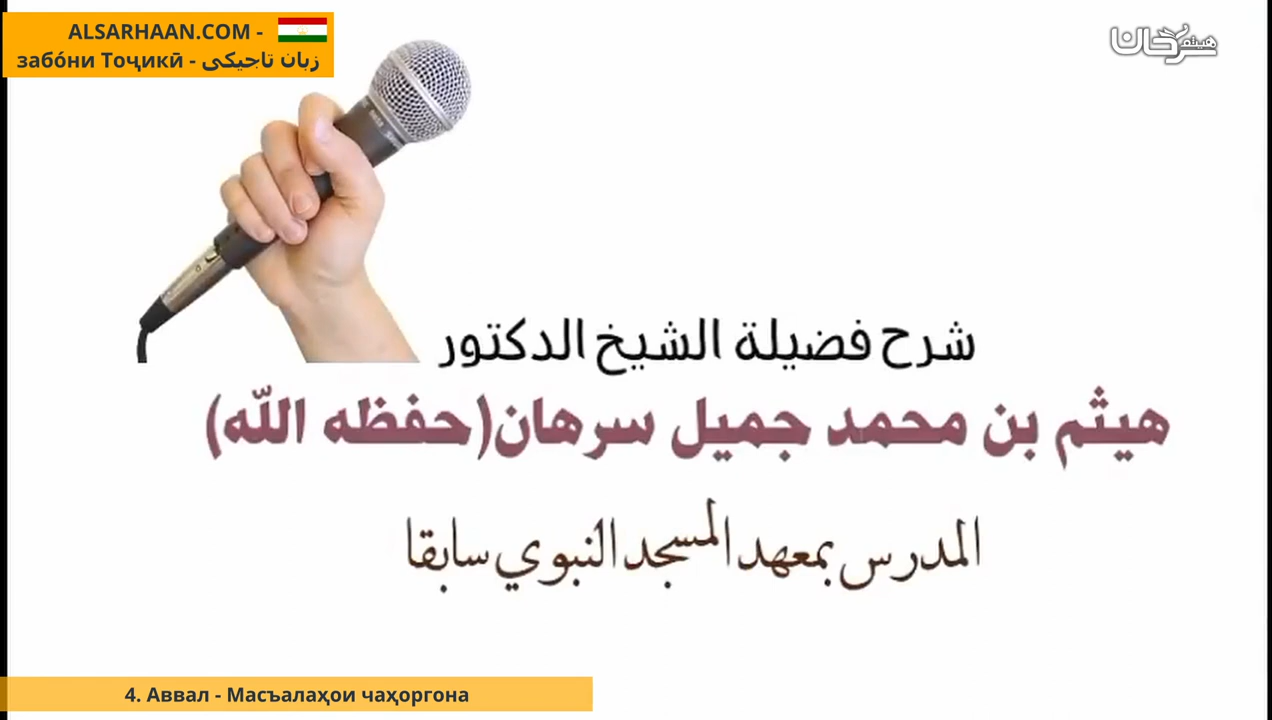 ALSARHAAN.COM -
забо́ни Тоҷикӣ - زبان تاجیکی
هيثم سرحان
شرح فضيلة الشيخ الدكتور
هيثم بن محمد جميل سرهان(حفظه الله)
المدرس بمعهد المسجد النبوي سابقا
4. Аввал - Масъалаҳои чаҳоргона